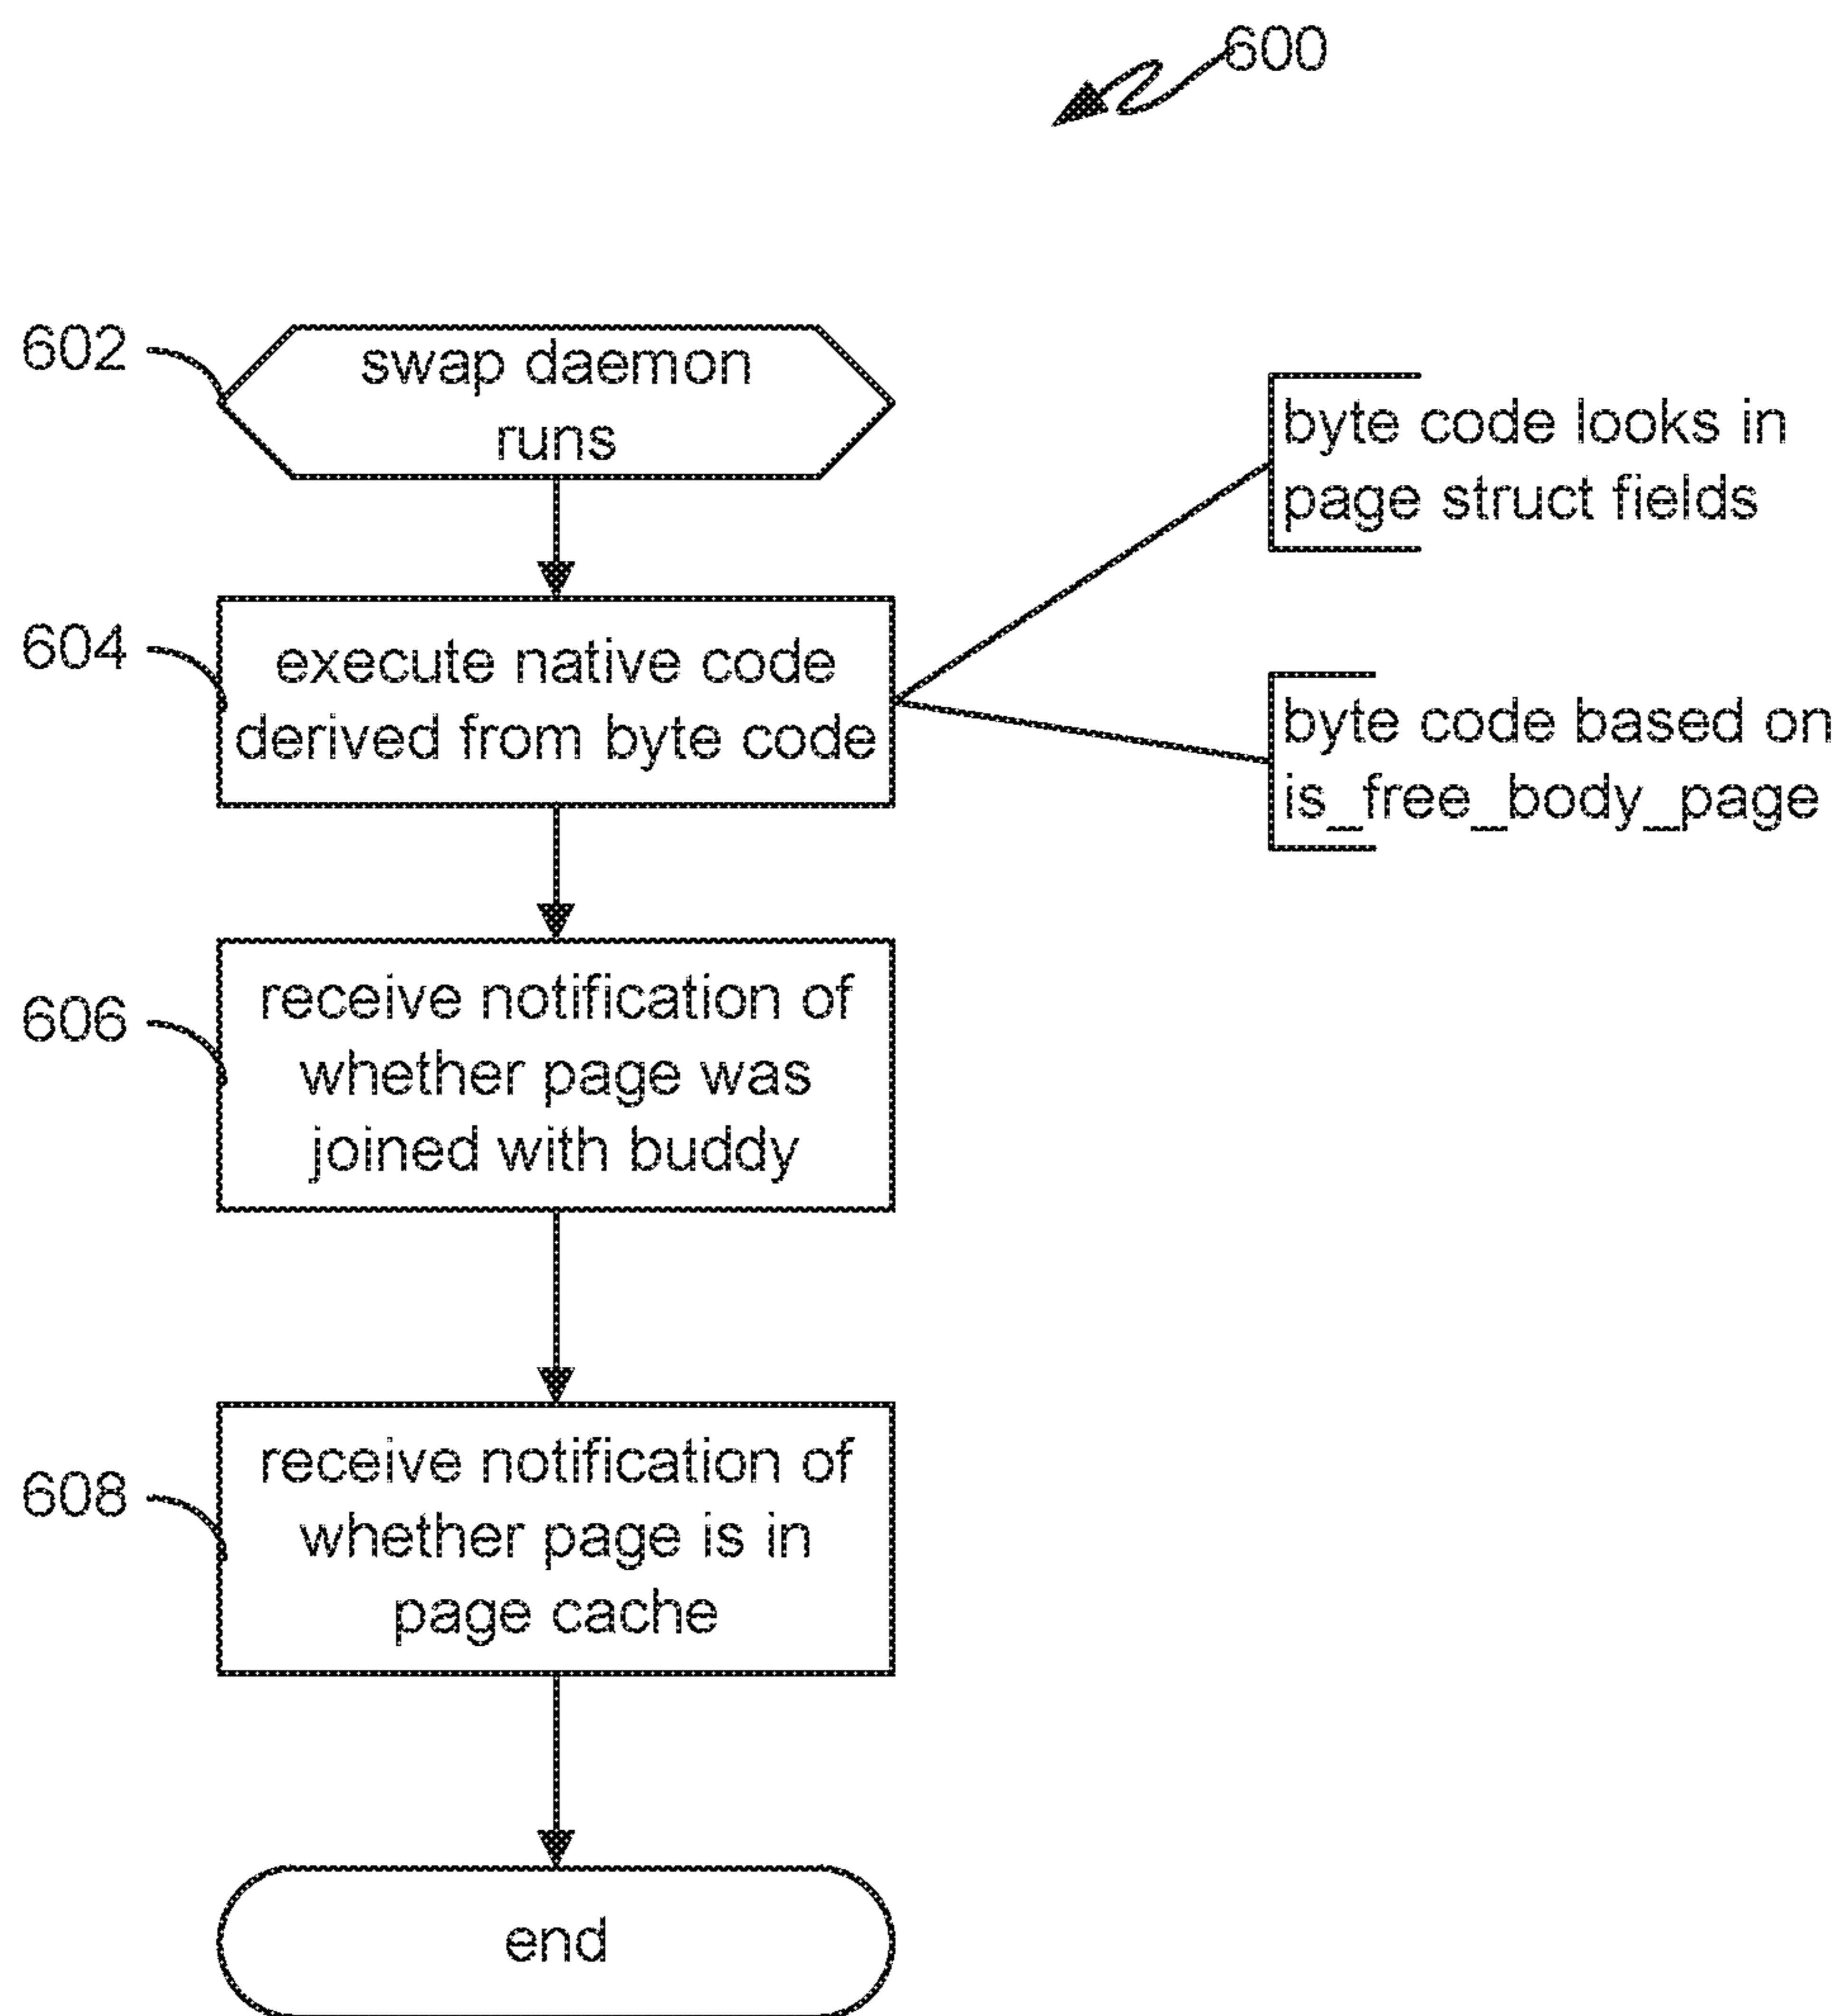 600
602
swap daemon
runs
byte code looks in
page struct fields
604
execute native code
derived from byte code
byte code based on
is_free_body_page
606
receive notification of
whether page was
joined with buddy
608
receive notification of
whether page is in
page cache
end